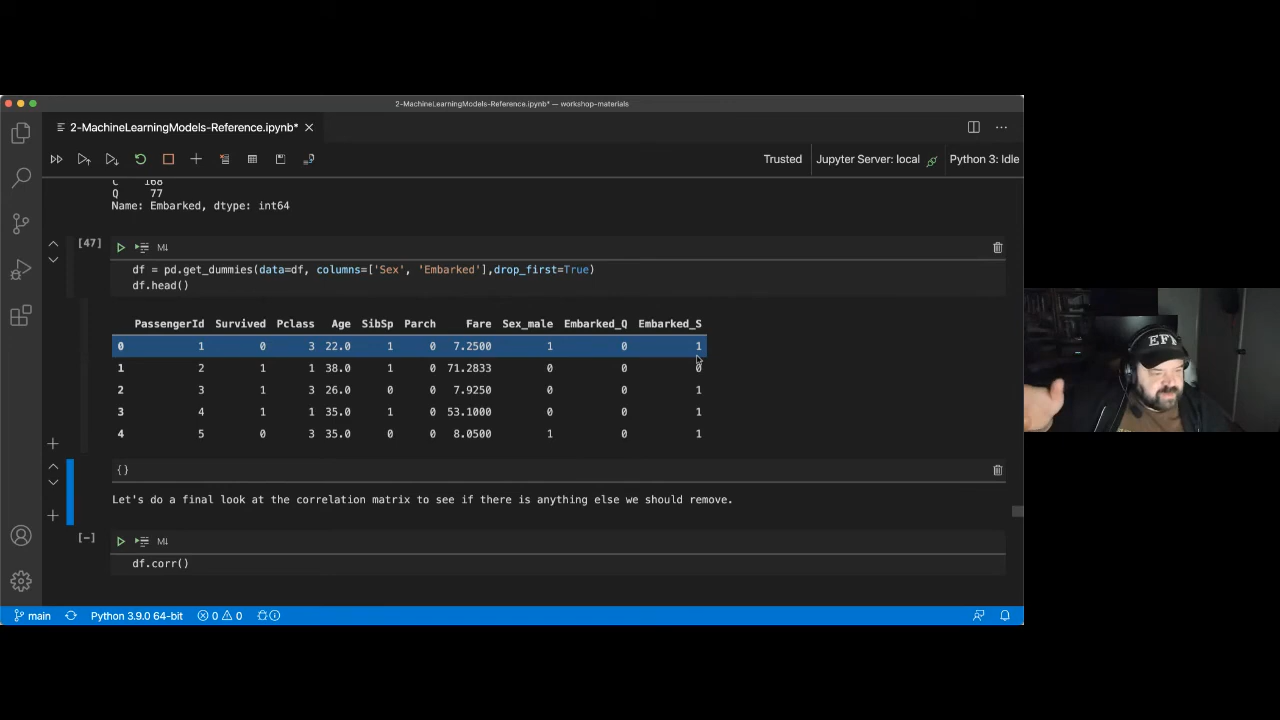 2-MachineLearningModels-Reference.ipynb* — workshop-materials
2-MachineLearningModels-Reference.ipynb*
Trusted Jupyter Server: local Python 3: Idle
C 168
Q 77
Name: Embarked, dtype: int64
[47]
M↓
df = pd.get_dummies(data=df, columns=['Sex', 'Embarked'],drop_first=True)
df.head()
PassengerId Survived Pclass Age SibSp Parch Fare Sex_male Embarked_Q Embarked_S
0 1 0 3 22.0 1 0 7.2500 1 0 1
1 2 1 1 38.0 1 0 71.2833 0 0 0
2 3 1 3 26.0 0 0 7.9250 0 0 1
3 4 1 1 35.0 1 0 53.1000 0 0 1
4 5 0 3 35.0 0 0 8.0500 1 0 1
{}
Let's do a final look at the correlation matrix to see if there is anything else we should remove.
[-]
M↓
df.corr()
main Python 3.9.0 64-bit 0 0
EFF